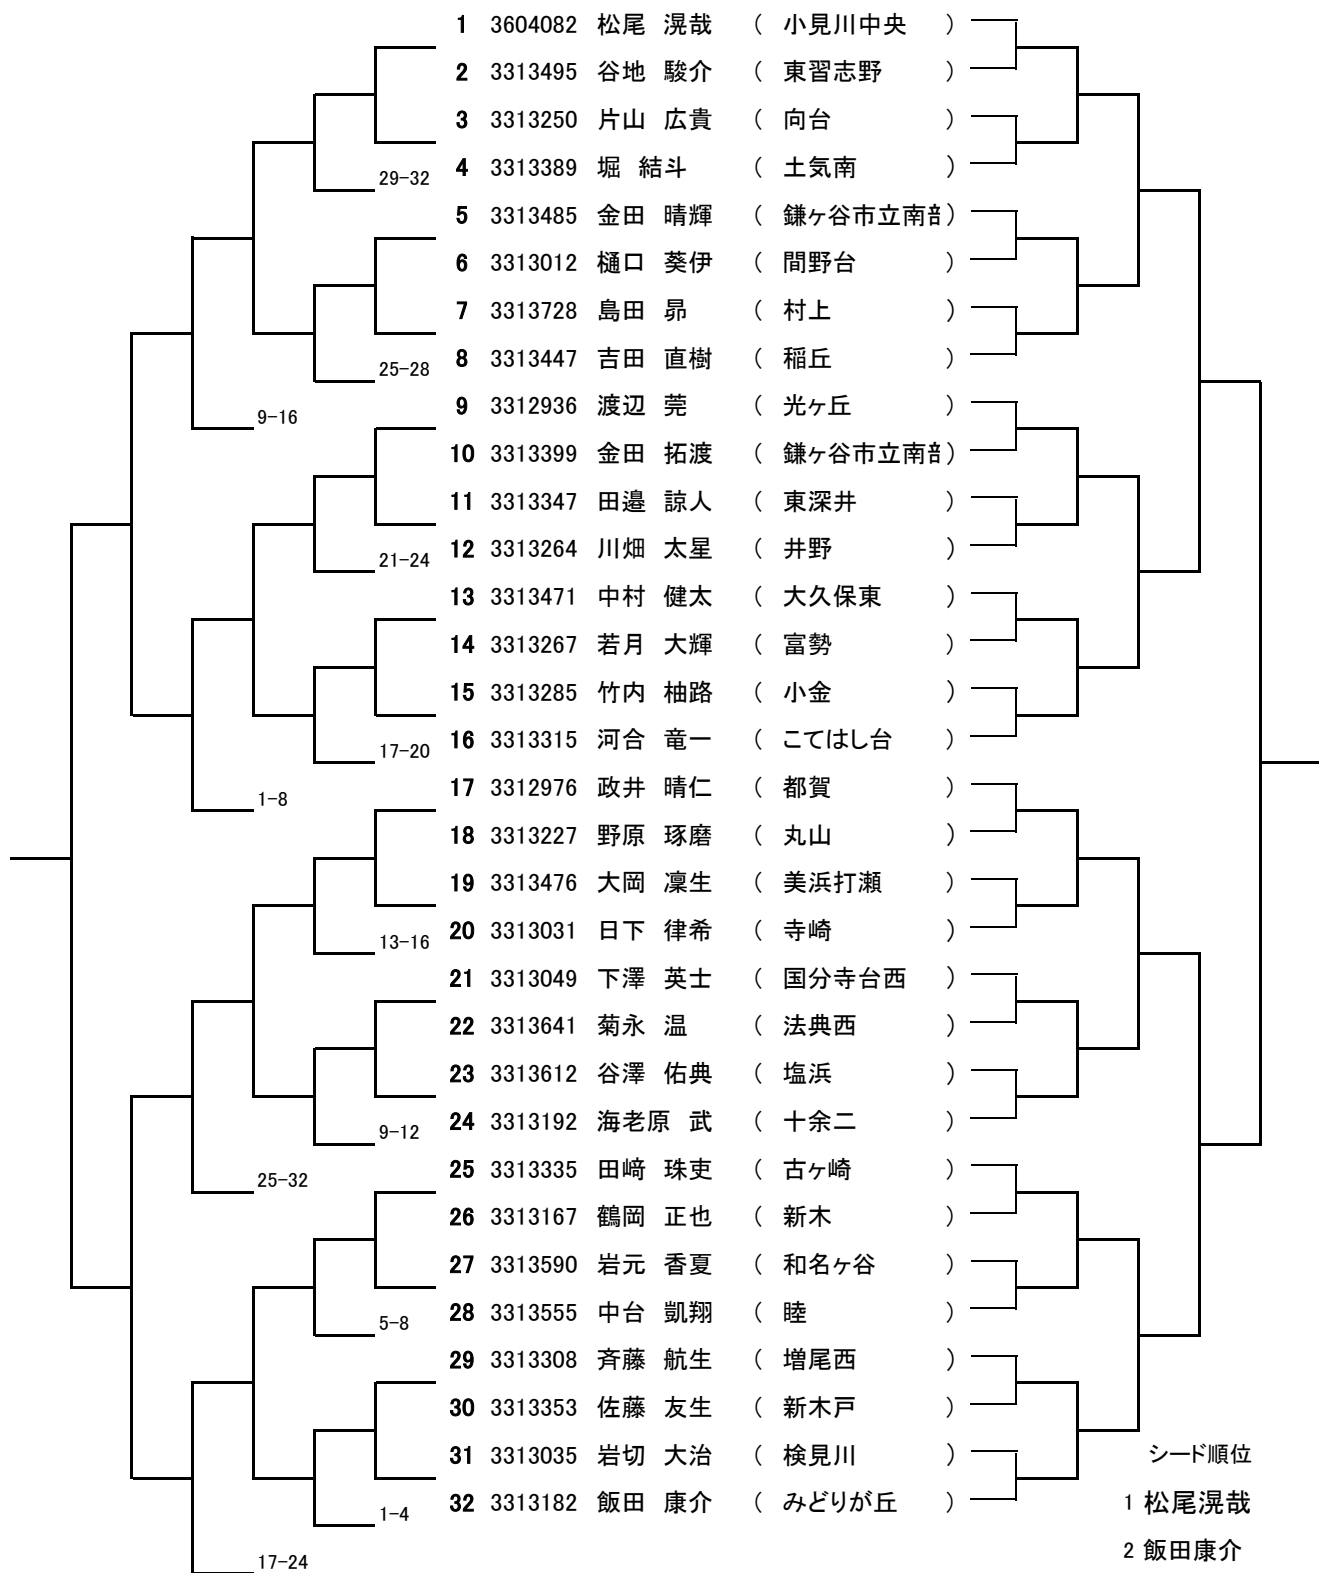 1 3604082 松尾 滉哉 ( 小見川中央 )
2 3313495 谷地 駿介 ( 東習志野 )
3 3313250 片山 広貴 ( 向台 )
29-32 4 3313389 堀 結斗 ( 土気南 )
5 3313485 金田 晴輝 ( 鎌ヶ谷市立南部 )
6 3313012 樋口 葵伊 ( 間野台 )
7 3313728 島田 昴 ( 村上 )
25-28 8 3313447 吉田 直樹 ( 稲丘 )
9-16 9 3312936 渡辺 莞 ( 光ヶ丘 )
10 3313399 金田 拓渡 ( 鎌ヶ谷市立南部 )
11 3313347 田邉 諒人 ( 東深井 )
21-24 12 3313264 川畑 太星 ( 井野 )
13 3313471 中村 健太 ( 大久保東 )
14 3313267 若月 大輝 ( 富勢 )
15 3313285 竹内 柚路 ( 小金 )
17-20 16 3313315 河合 竜一 ( こてはし台 )
1-8 17 3312976 政井 晴仁 ( 都賀 )
18 3313227 野原 琢磨 ( 丸山 )
19 3313476 大岡 凜生 ( 美浜打瀬 )
13-16 20 3313031 日下 律希 ( 寺崎 )
21 3313049 下澤 英士 ( 国分寺台西 )
22 3313641 菊永 温 ( 法典西 )
23 3313612 谷澤 佑典 ( 塩浜 )
9-12 24 3313192 海老原 武 ( 十余二 )
25-32 25 3313335 田﨑 珠吏 ( 古ヶ崎 )
26 3313167 鶴岡 正也 ( 新木 )
27 3313590 岩元 香夏 ( 和名ヶ谷 )
5-8 28 3313555 中台 凱翔 ( 睦 )
29 3313308 斉藤 航生 ( 増尾西 )
30 3313353 佐藤 友生 ( 新木戸 )
31 3313035 岩切 大治 ( 検見川 ) シード順位
1-4 32 3313182 飯田 康介 ( みどりが丘 ) 1 松尾滉哉
17-24 2 飯田康介